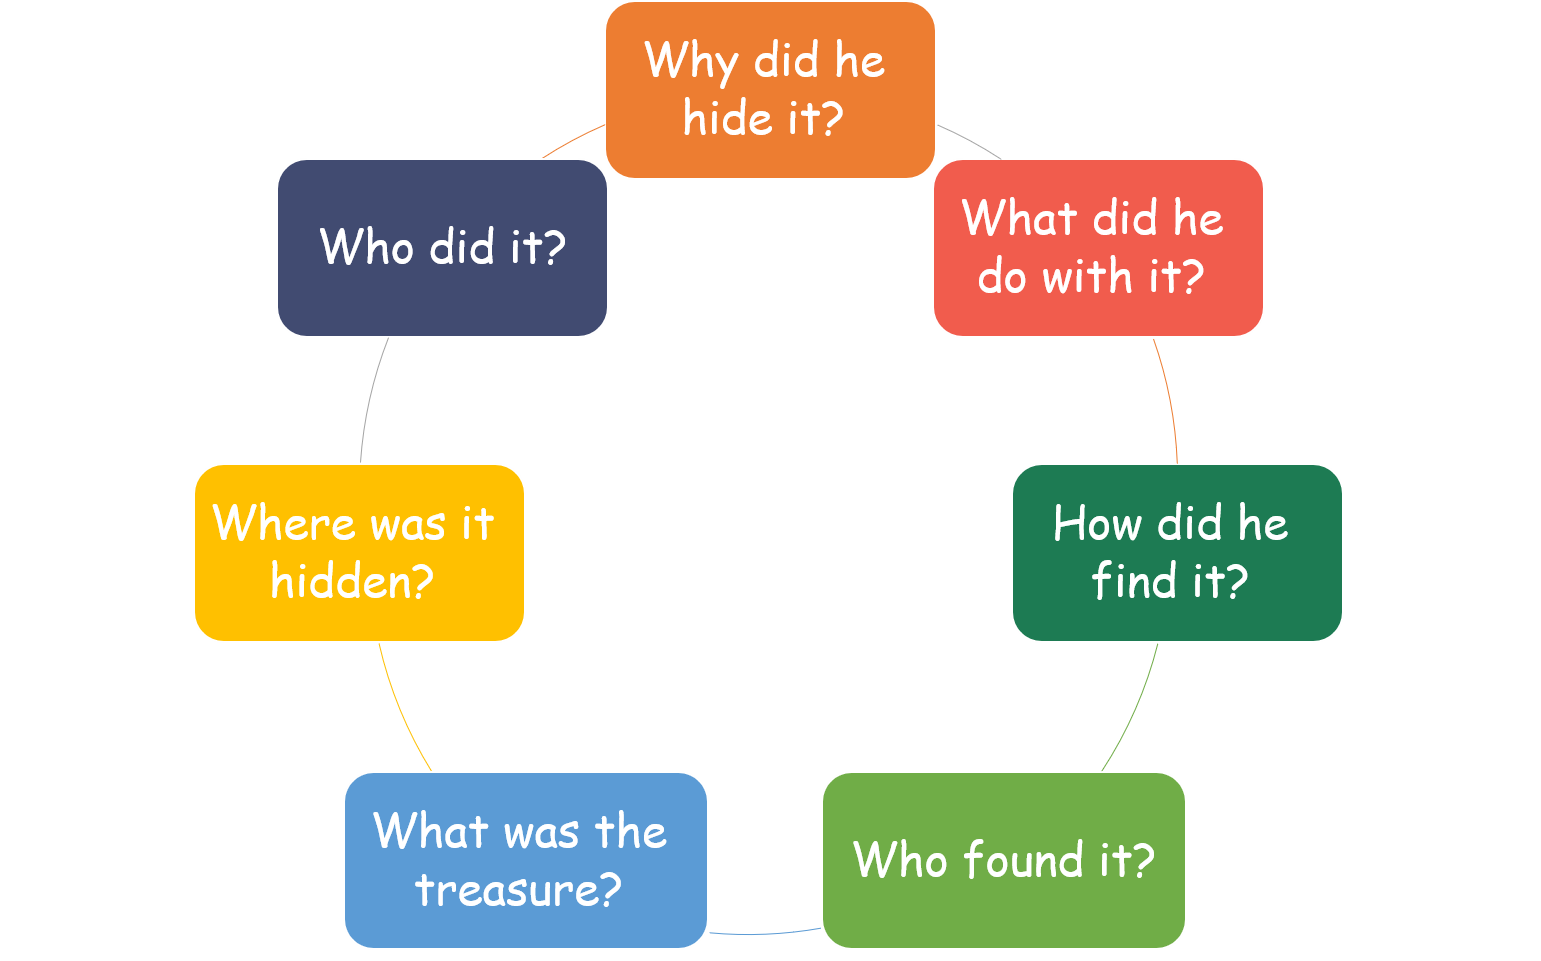 Why did he
hide it?
What did he
do with it?
How did he
find it?
Who found it?
What was the
treasure?
Where was it
hidden?
Who did it?